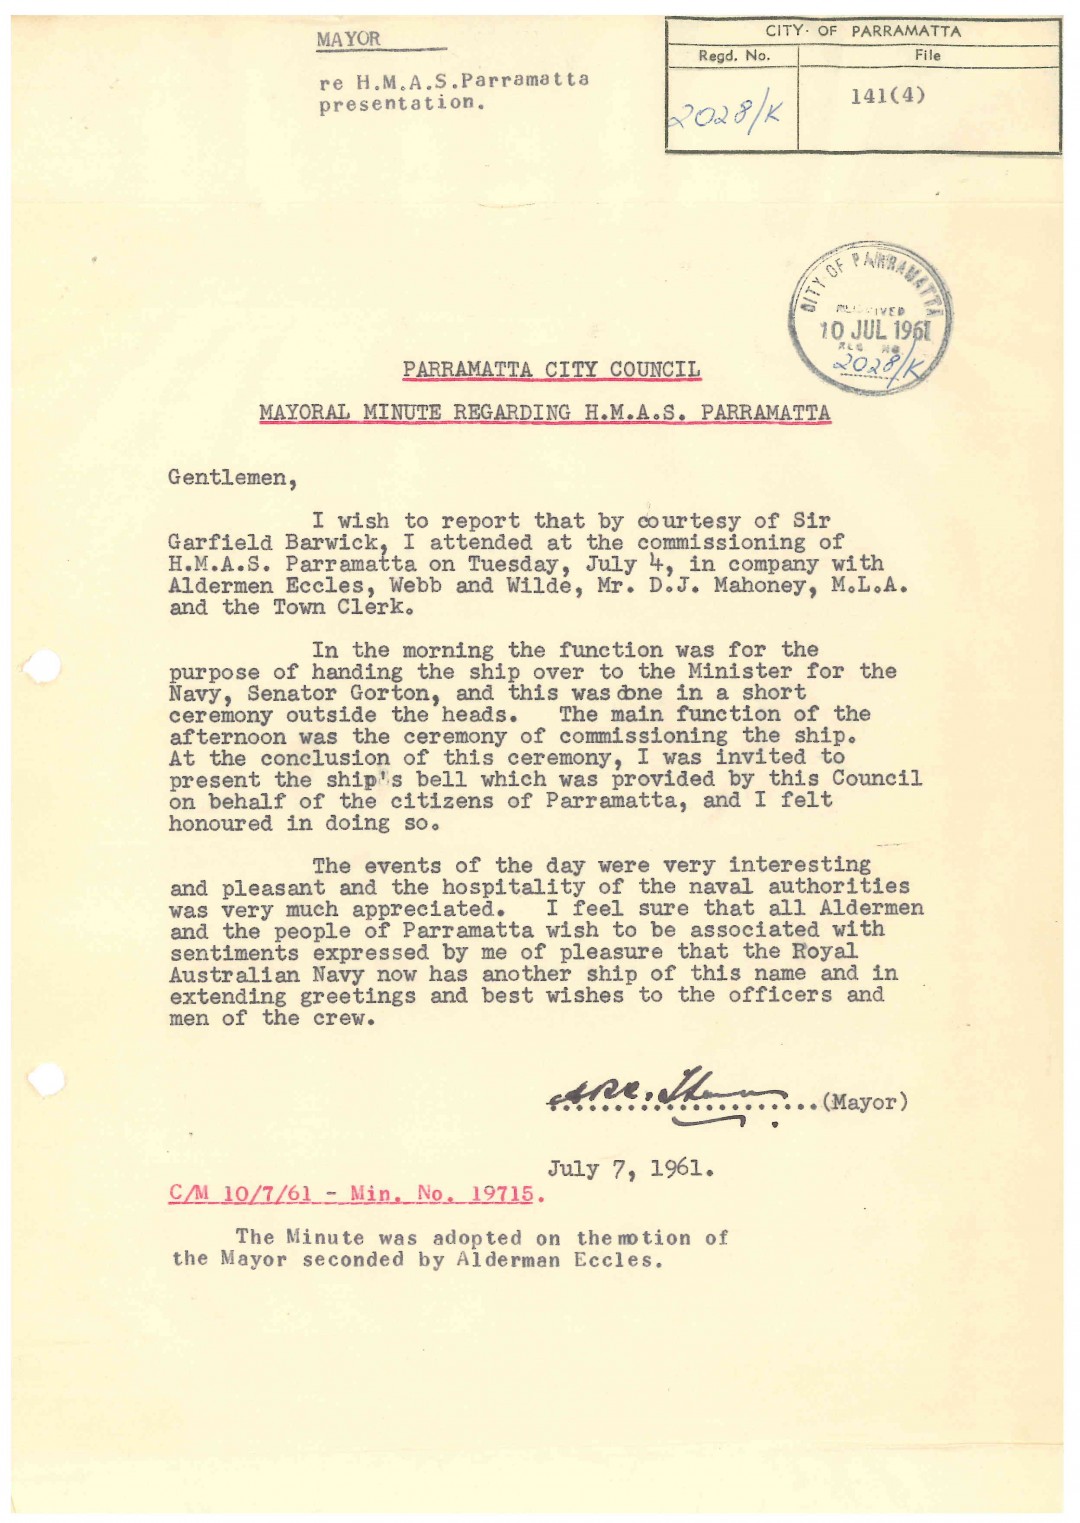 MAYOR
re H.M.A.S.Parramatta
presentation.
CITY OF PARRAMATTA
Regd. No. File
2028/K 141(4)
CITY OF PARRAMATTA
RECEIVED
10 JUL 1961
REG NO
2028/K
PARRAMATTA CITY COUNCIL
MAYORAL MINUTE REGARDING H.M.A.S. PARRAMATTA
Gentlemen,
I wish to report that by courtesy of Sir
Garfield Barwick, I attended at the commissioning of
H.M.A.S. Parramatta on Tuesday, July 4, in company with
Aldermen Eccles, Webb and Wilde, Mr. D.J. Mahoney, M.L.A.
and the Town Clerk.
In the morning the function was for the
purpose of handing the ship over to the Minister for the
Navy, Senator Gorton, and this was done in a short
ceremony outside the heads. The main function of the
afternoon was the ceremony of commissioning the ship.
At the conclusion of this ceremony, I was invited to
present the ship's bell which was provided by this Council
on behalf of the citizens of Parramatta, and I felt
honoured in doing so.
The events of the day were very interesting
and pleasant and the hospitality of the naval authorities
was very much appreciated. I feel sure that all Aldermen
and the people of Parramatta wish to be associated with
sentiments expressed by me of pleasure that the Royal
Australian Navy now has another ship of this name and in
extending greetings and best wishes to the officers and
men of the crew.
....................(Mayor)
July 7, 1961.
C/M 10/7/61 - Min. No. 19715.
The Minute was adopted on the motion of
the Mayor seconded by Alderman Eccles.